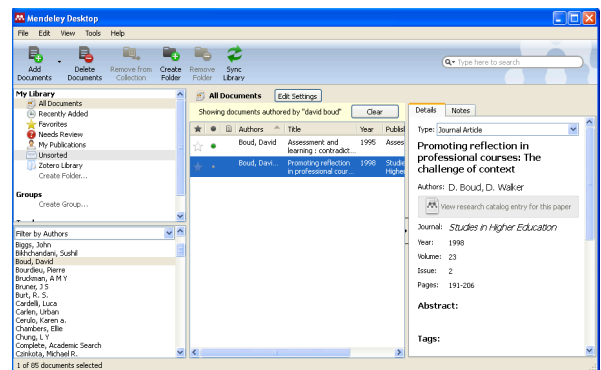 Mendeley Desktop
File Edit View Tools Help
Add Documents
Delete Documents
Remove from Collection
Create Folder
Remove Folder
Sync Library
Type here to search
My Library
All Documents
Recently Added
Favorites
Needs Review
My Publications
Unsorted
Zotero Library
Create Folder...
Groups
Create Group...
Filter by Authors
Biggs, John
Bikhchandani, Sushil
Boud, David
Bourdieu, Pierre
Bruckman, A M Y
Bruner, J S
Burt, R. S.
Cardelli, Luca
Carlen, Urban
Cerulo, Karen a.
Chambers, Ellie
Chung, L Y
Complete, Academic Search
Czinkota, Michael R.
All Documents Edit Settings
Showing documents authored by "david boud" Clear
Authors Title Year Publis
Boud, David Assessment and learning : contradict... 1995 Asses
Boud, Davi... Promoting reflection in professional cour... 1998 Studie Higher
Details Notes
Type: Journal Article
Promoting reflection in
professional courses: The
challenge of context
Authors: D. Boud, D. Walker
View research catalog entry for this paper
Journal: Studies in Higher Education
Year: 1998
Volume: 23
Issue: 2
Pages: 191-206
Abstract:
Tags:
1 of 85 documents selected